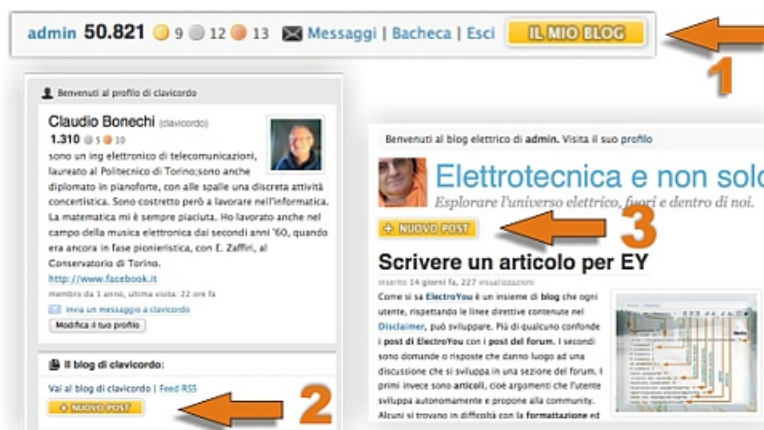 admin 50.821 9 12 13 Messaggi | Bacheca | Esci IL MIO BLOG
1
Benvenuti al profilo di clavicordo
Claudio Bonechi (clavicordo)
1.310 5 10
sono un ing elettronico di telecomunicazioni,
laureato al Politecnico di Torino;sono anche
diplomato in pianoforte, con alle spalle una discreta attività
concertistica. Sono costretto però a lavorare nell'informatica.
La matematica mi è sempre piaciuta. Ho lavorato anche nel
campo della musica elettronica dai secondi anni '60, quando
era ancora in fase pionieristica, con E. Zaffiri, al
Conservatorio di Torino.
http://www.facebook.it
membro da 1 anno, ultima visita: 22 ore fa
Invia un messaggio a clavicordo
Modifica il tuo profilo
Il blog di clavicordo:
Vai al blog di clavicordo | Feed RSS
+ NUOVO POST
2
Benvenuti al blog elettrico di admin. Visita il suo profilo
Elettrotecnica e non solo
Esplorare l'universo elettrico, fuori e dentro di noi.
+ NUOVO POST
3
Scrivere un articolo per EY
inserito 14 giorni fa, 227 visualizzazioni
Come si sa ElectroYou è un insieme di blog che ogni
utente, rispettando le linee direttive contenute nel
Disclaimer, può sviluppare. Più di qualcuno confonde
i post di ElectroYou con i post del forum. I secondi
sono domande o risposte che danno luogo ad una
discussione che si sviluppa in una sezione del forum. I
primi invece sono articoli, cioè argomenti che l'utente
sviluppa autonomamente e propone alla community.
Alcuni si trovano in difficoltà con la formattazione ed